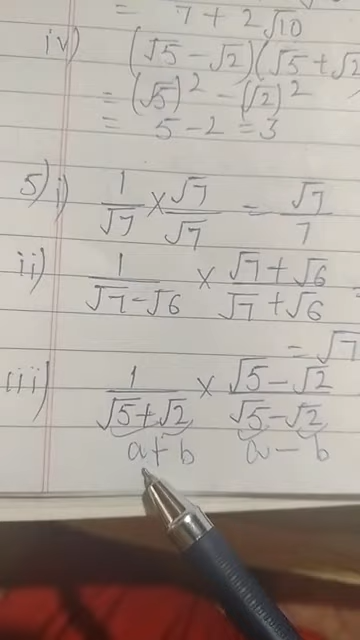 = 7 + 2√10
iv) (√5 - √2)(√5 + √2
= (√5)² - (√2)²
= 5 - 2 = 3
5) i) 1/√7 × √7/√7 = √7/7
ii) 1/(√7 - √6) × (√7 + √6)/(√7 + √6) =
= √7
iii) 1/(√5 + √2) × (√5 - √2)/(√5 - √2)
a + b a - b